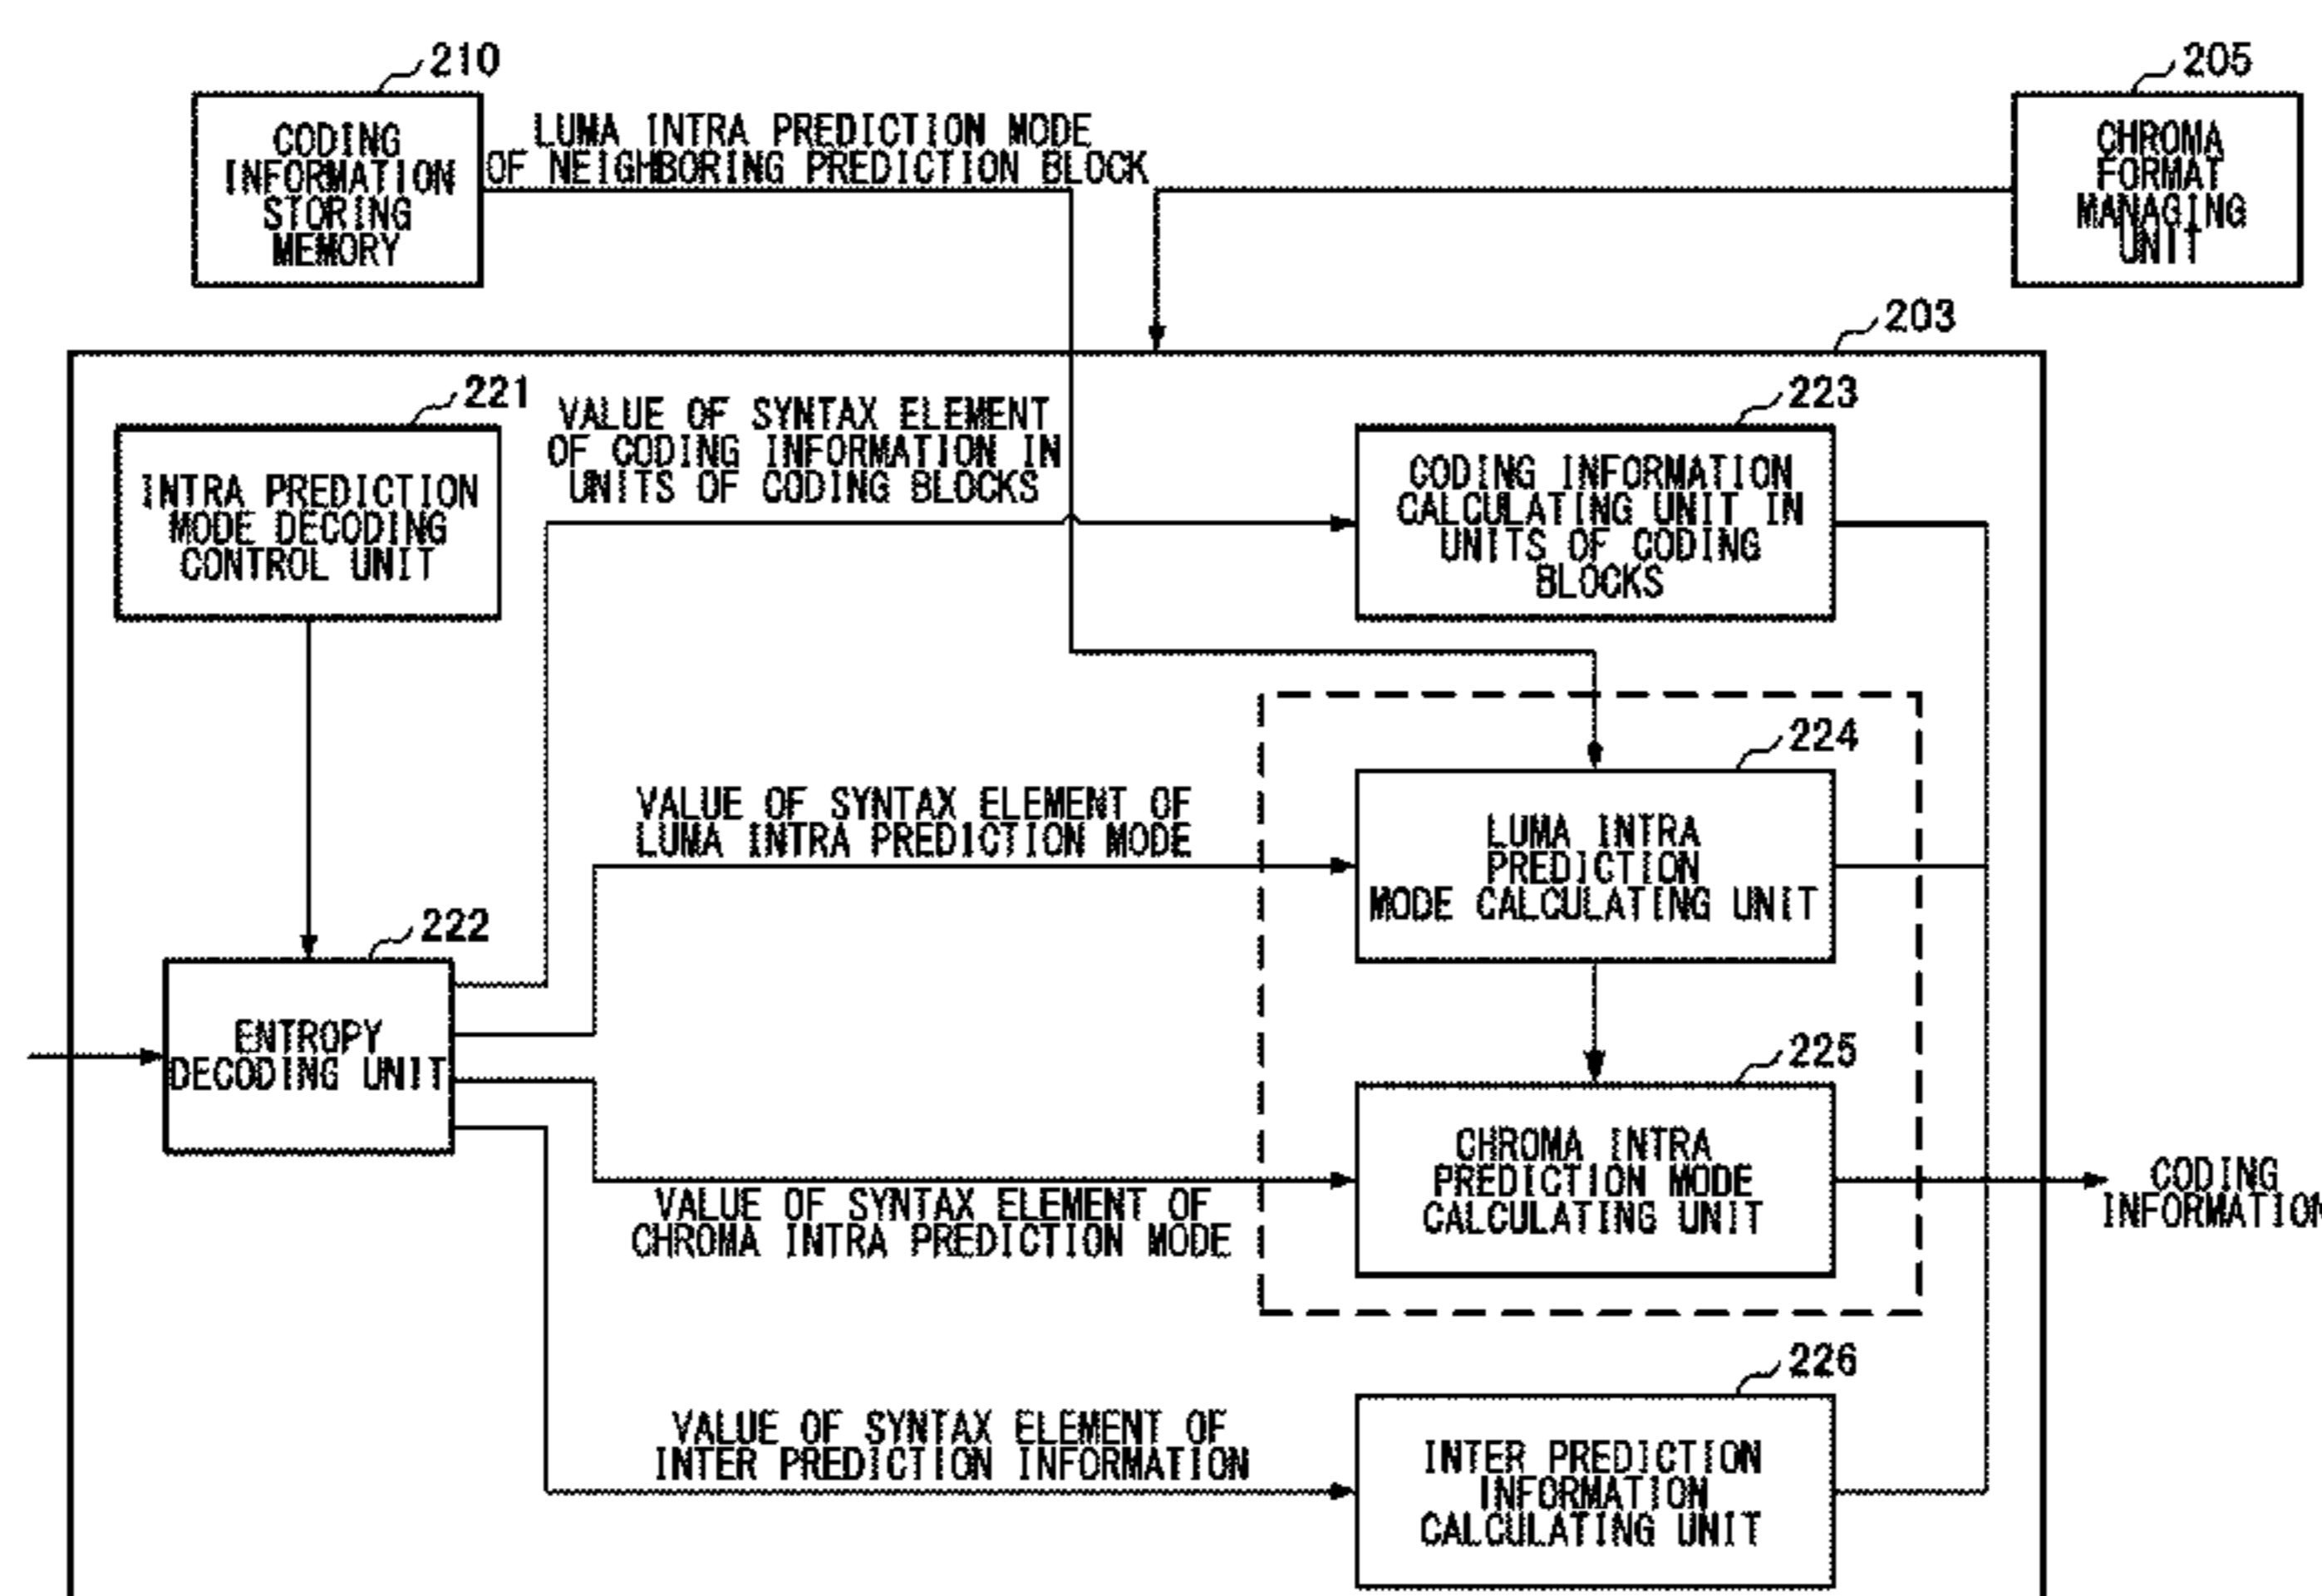 210
CODING
INFORMATION
STORING
MEMORY
LUMA INTRA PREDICTION MODE
OF NEIGHBORING PREDICTION BLOCK
205
CHROMA
FORMAT
MANAGING
UNIT
203
221
INTRA PREDICTION
MODE DECODING
CONTROL UNIT
VALUE OF SYNTAX ELEMENT
OF CODING INFORMATION IN
UNITS OF CODING BLOCKS
223
CODING INFORMATION
CALCULATING UNIT IN
UNITS OF CODING
BLOCKS
224
LUMA INTRA
PREDICTION
MODE CALCULATING UNIT
VALUE OF SYNTAX ELEMENT OF
LUMA INTRA PREDICTION MODE
222
ENTROPY
DECODING UNIT
225
CHROMA INTRA
PREDICTION MODE
CALCULATING UNIT
VALUE OF SYNTAX ELEMENT OF
CHROMA INTRA PREDICTION MODE
CODING
INFORMATION
226
INTER PREDICTION
INFORMATION
CALCULATING UNIT
VALUE OF SYNTAX ELEMENT OF
INTER PREDICTION INFORMATION